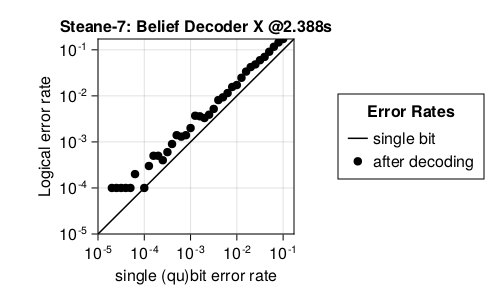 Steane-7: Belief Decoder X @2.388s
Logical error rate
10⁻¹
10⁻²
10⁻³
10⁻⁴
10⁻⁵
10⁻⁵ 10⁻⁴ 10⁻³ 10⁻² 10⁻¹
single (qu)bit error rate
Error Rates
single bit
after decoding